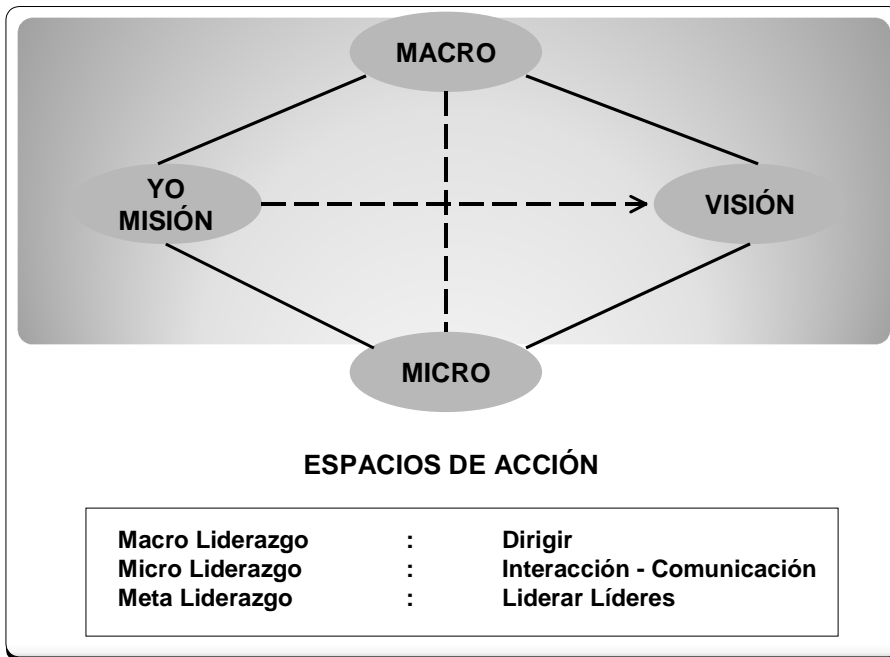 MACRO
YO
MISIÓN
VISIÓN
MICRO
ESPACIOS DE ACCIÓN
Macro Liderazgo : Dirigir
Micro Liderazgo : Interacción - Comunicación
Meta Liderazgo : Liderar Líderes